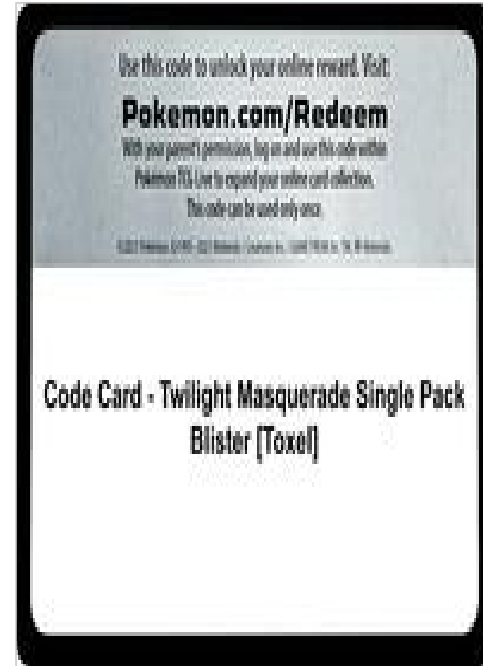 Use this code to unlock your online reward. Visit:
Pokemon.com/Redeem
With your parent's permission, log on and use this code within
Pokémon TCG Live to expand your online card collection.
This code can be used only once.
Code Card - Twilight Masquerade Single Pack
Blister [Toxel]